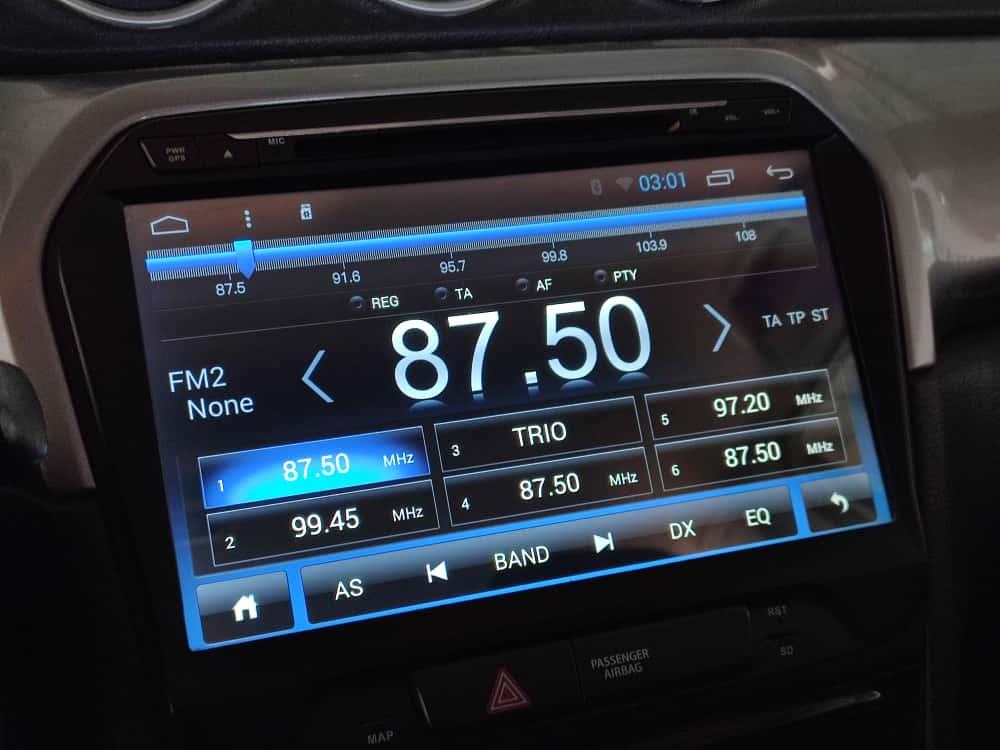 PWR
GPS
MIC
VOL-
VOL+
03:01
87.5 91.6 95.7 99.8 103.9 108
REG TA AF PTY
87.50
TA TP ST
FM2
None
1 87.50 MHz
2 99.45 MHz
3 TRIO
4 87.50 MHz
5 97.20 MHz
6 87.50 MHz
AS BAND DX EQ
PASSENGER
AIRBAG
RST
SD
MAP